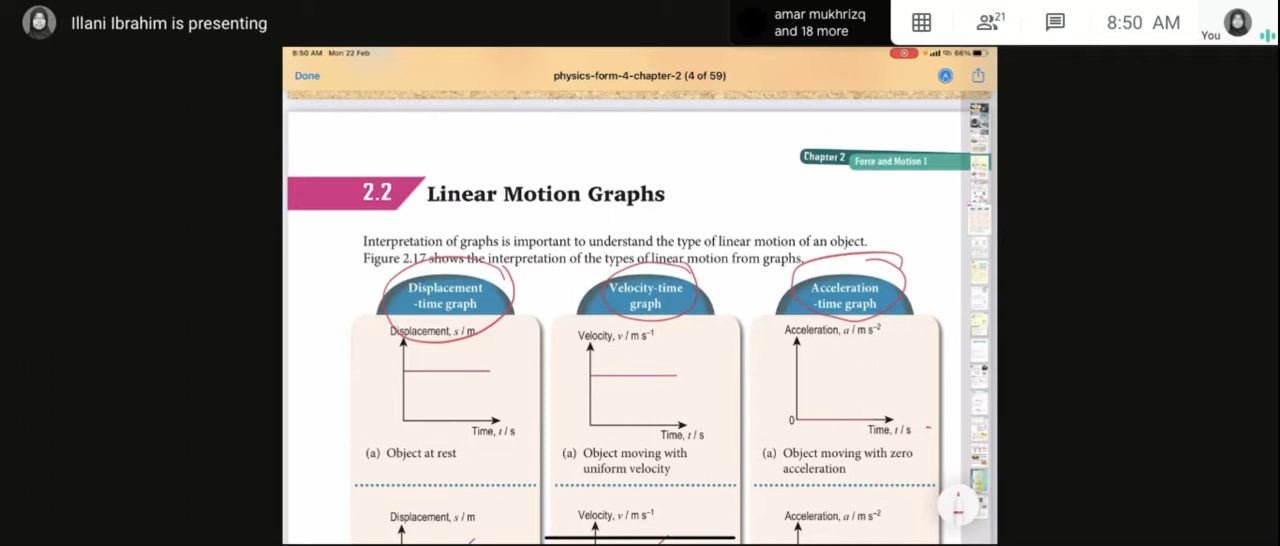 Illani Ibrahim is presenting
amar mukhrizq
and 18 more
21
8:50 AM
You
8:50 AM Mon 22 Feb
66%
Done
physics-form-4-chapter-2 (4 of 59)
Chapter 2 Force and Motion I
2.2 Linear Motion Graphs
Interpretation of graphs is important to understand the type of linear motion of an object.
Figure 2.17 shows the interpretation of the types of linear motion from graphs.
Displacement
-time graph
Displacement, s / m
Time, t / s
(a) Object at rest
Displacement, s / m
Velocity-time
graph
Velocity, v / m s⁻¹
Time, t / s
(a) Object moving with
uniform velocity
Velocity, v / m s⁻¹
Acceleration
-time graph
Acceleration, a / m s⁻²
0
Time, t / s
(a) Object moving with zero
acceleration
Acceleration, a / m s⁻²